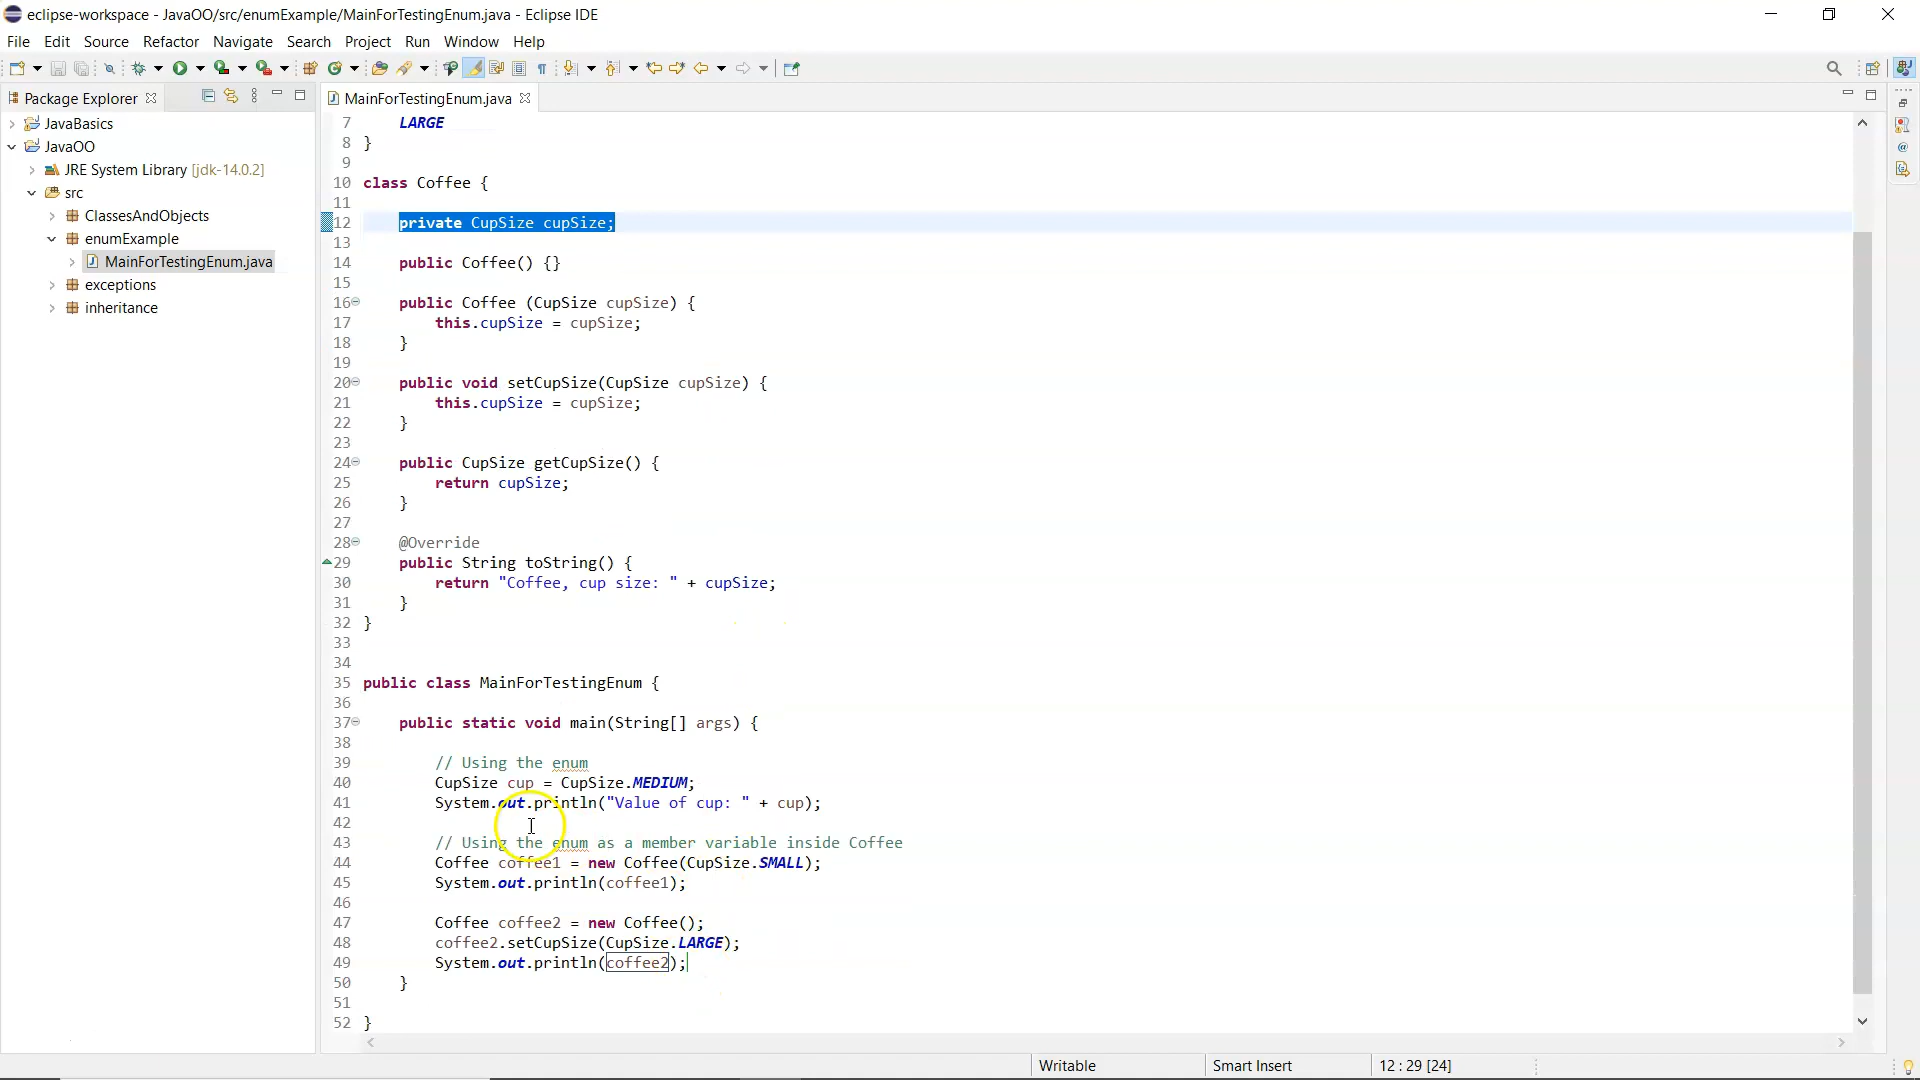 eclipse-workspace - JavaOO/src/enumExample/MainForTestingEnum.java - Eclipse IDE
File Edit Source Refactor Navigate Search Project Run Window Help
Package Explorer
JavaBasics
JavaOO
JRE System Library [jdk-14.0.2]
src
ClassesAndObjects
enumExample
MainForTestingEnum.java
exceptions
inheritance
MainForTestingEnum.java
7 LARGE
8 }
9
10 class Coffee {
11
12 private CupSize cupSize;
13
14 public Coffee() {}
15
16 public Coffee (CupSize cupSize) {
17 this.cupSize = cupSize;
18 }
19
20 public void setCupSize(CupSize cupSize) {
21 this.cupSize = cupSize;
22 }
23
24 public CupSize getCupSize() {
25 return cupSize;
26 }
27
28 @Override
29 public String toString() {
30 return "Coffee, cup size: " + cupSize;
31 }
32 }
33
34
35 public class MainForTestingEnum {
36
37 public static void main(String[] args) {
38
39 // Using the enum
40 CupSize cup = CupSize.MEDIUM;
41 System.out.println("Value of cup: " + cup);
42
43 // Using the enum as a member variable inside Coffee
44 Coffee coffee1 = new Coffee(CupSize.SMALL);
45 System.out.println(coffee1);
46
47 Coffee coffee2 = new Coffee();
48 coffee2.setCupSize(CupSize.LARGE);
49 System.out.println(coffee2);
50 }
51
52 }
Writable Smart Insert 12 : 29 [24]